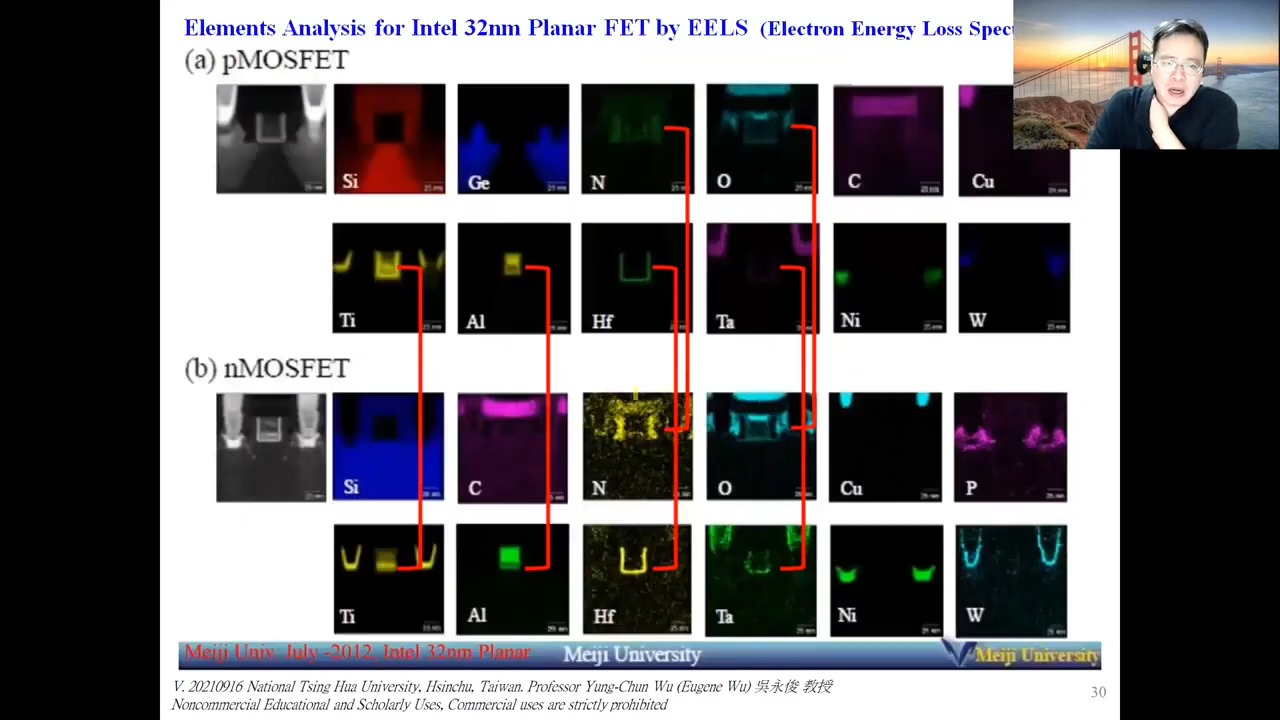 Elements Analysis for Intel 32nm Planar FET by EELS (Electron Energy Loss
(a) pMOSFET
Si Ge N O C Cu
Ti Al Hf Ta Ni W
(b) nMOSFET
Si C N O Cu P
Ti Al Hf Ta Ni W
Meiji Univ. July -2012, Intel 32nm Planar Meiji University Meiji University
V. 20210916 National Tsing Hua University, Hsinchu, Taiwan. Professor Yung-Chun Wu (Eugene Wu) 吳永俊 教授
Noncommercial Educational and Scholarly Uses, Commercial uses are strictly prohibited
30